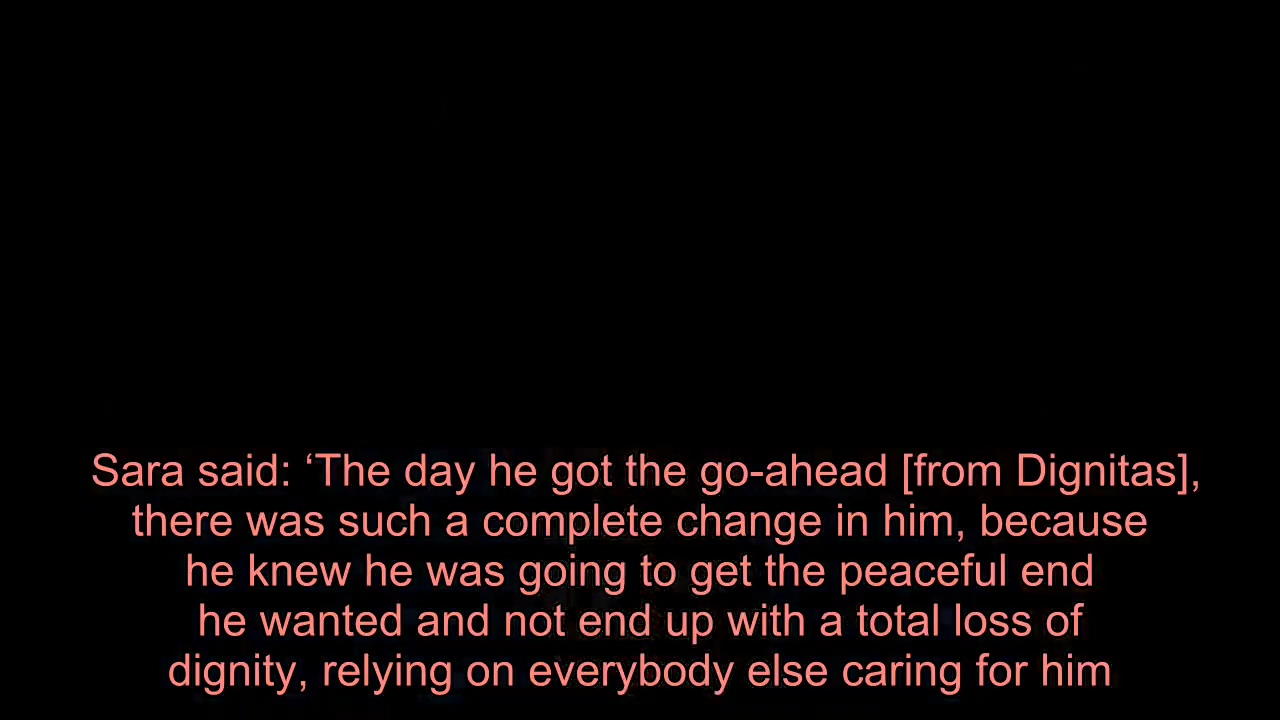 Sara said: ‘The day he got the go-ahead [from Dignitas],
there was such a complete change in him, because
he knew he was going to get the peaceful end
he wanted and not end up with a total loss of
dignity, relying on everybody else caring for him